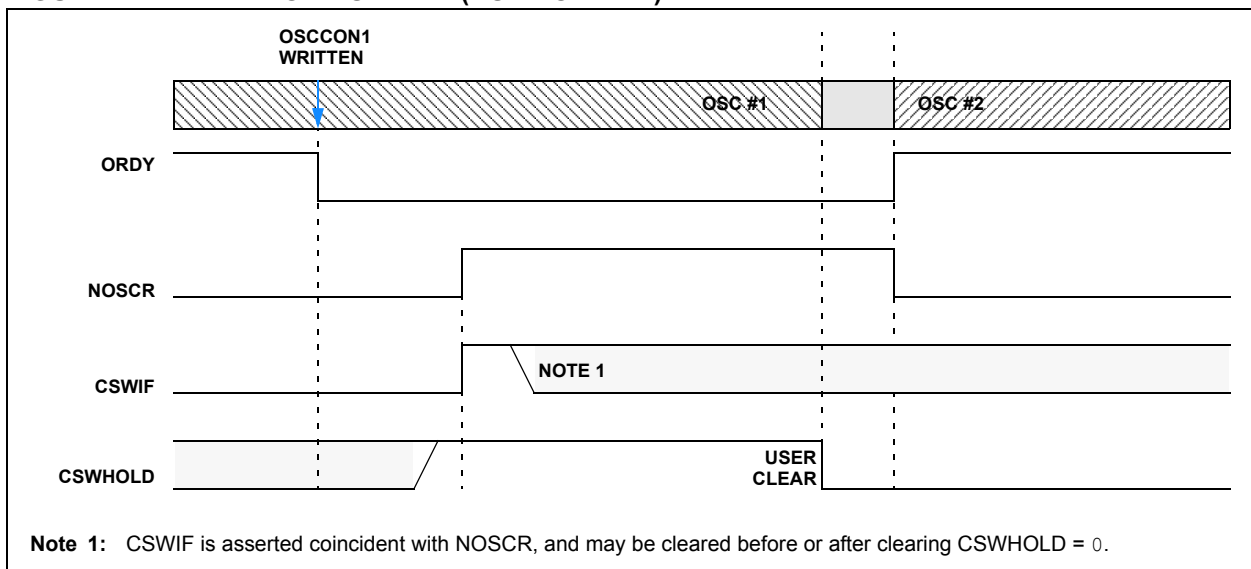 OSCCON1
WRITTEN
OSC #1
OSC #2
ORDY
NOSCR
CSWIF
NOTE 1
CSWHOLD
USER
CLEAR
Note 1: CSWIF is asserted coincident with NOSCR, and may be cleared before or after clearing CSWHOLD = 0.